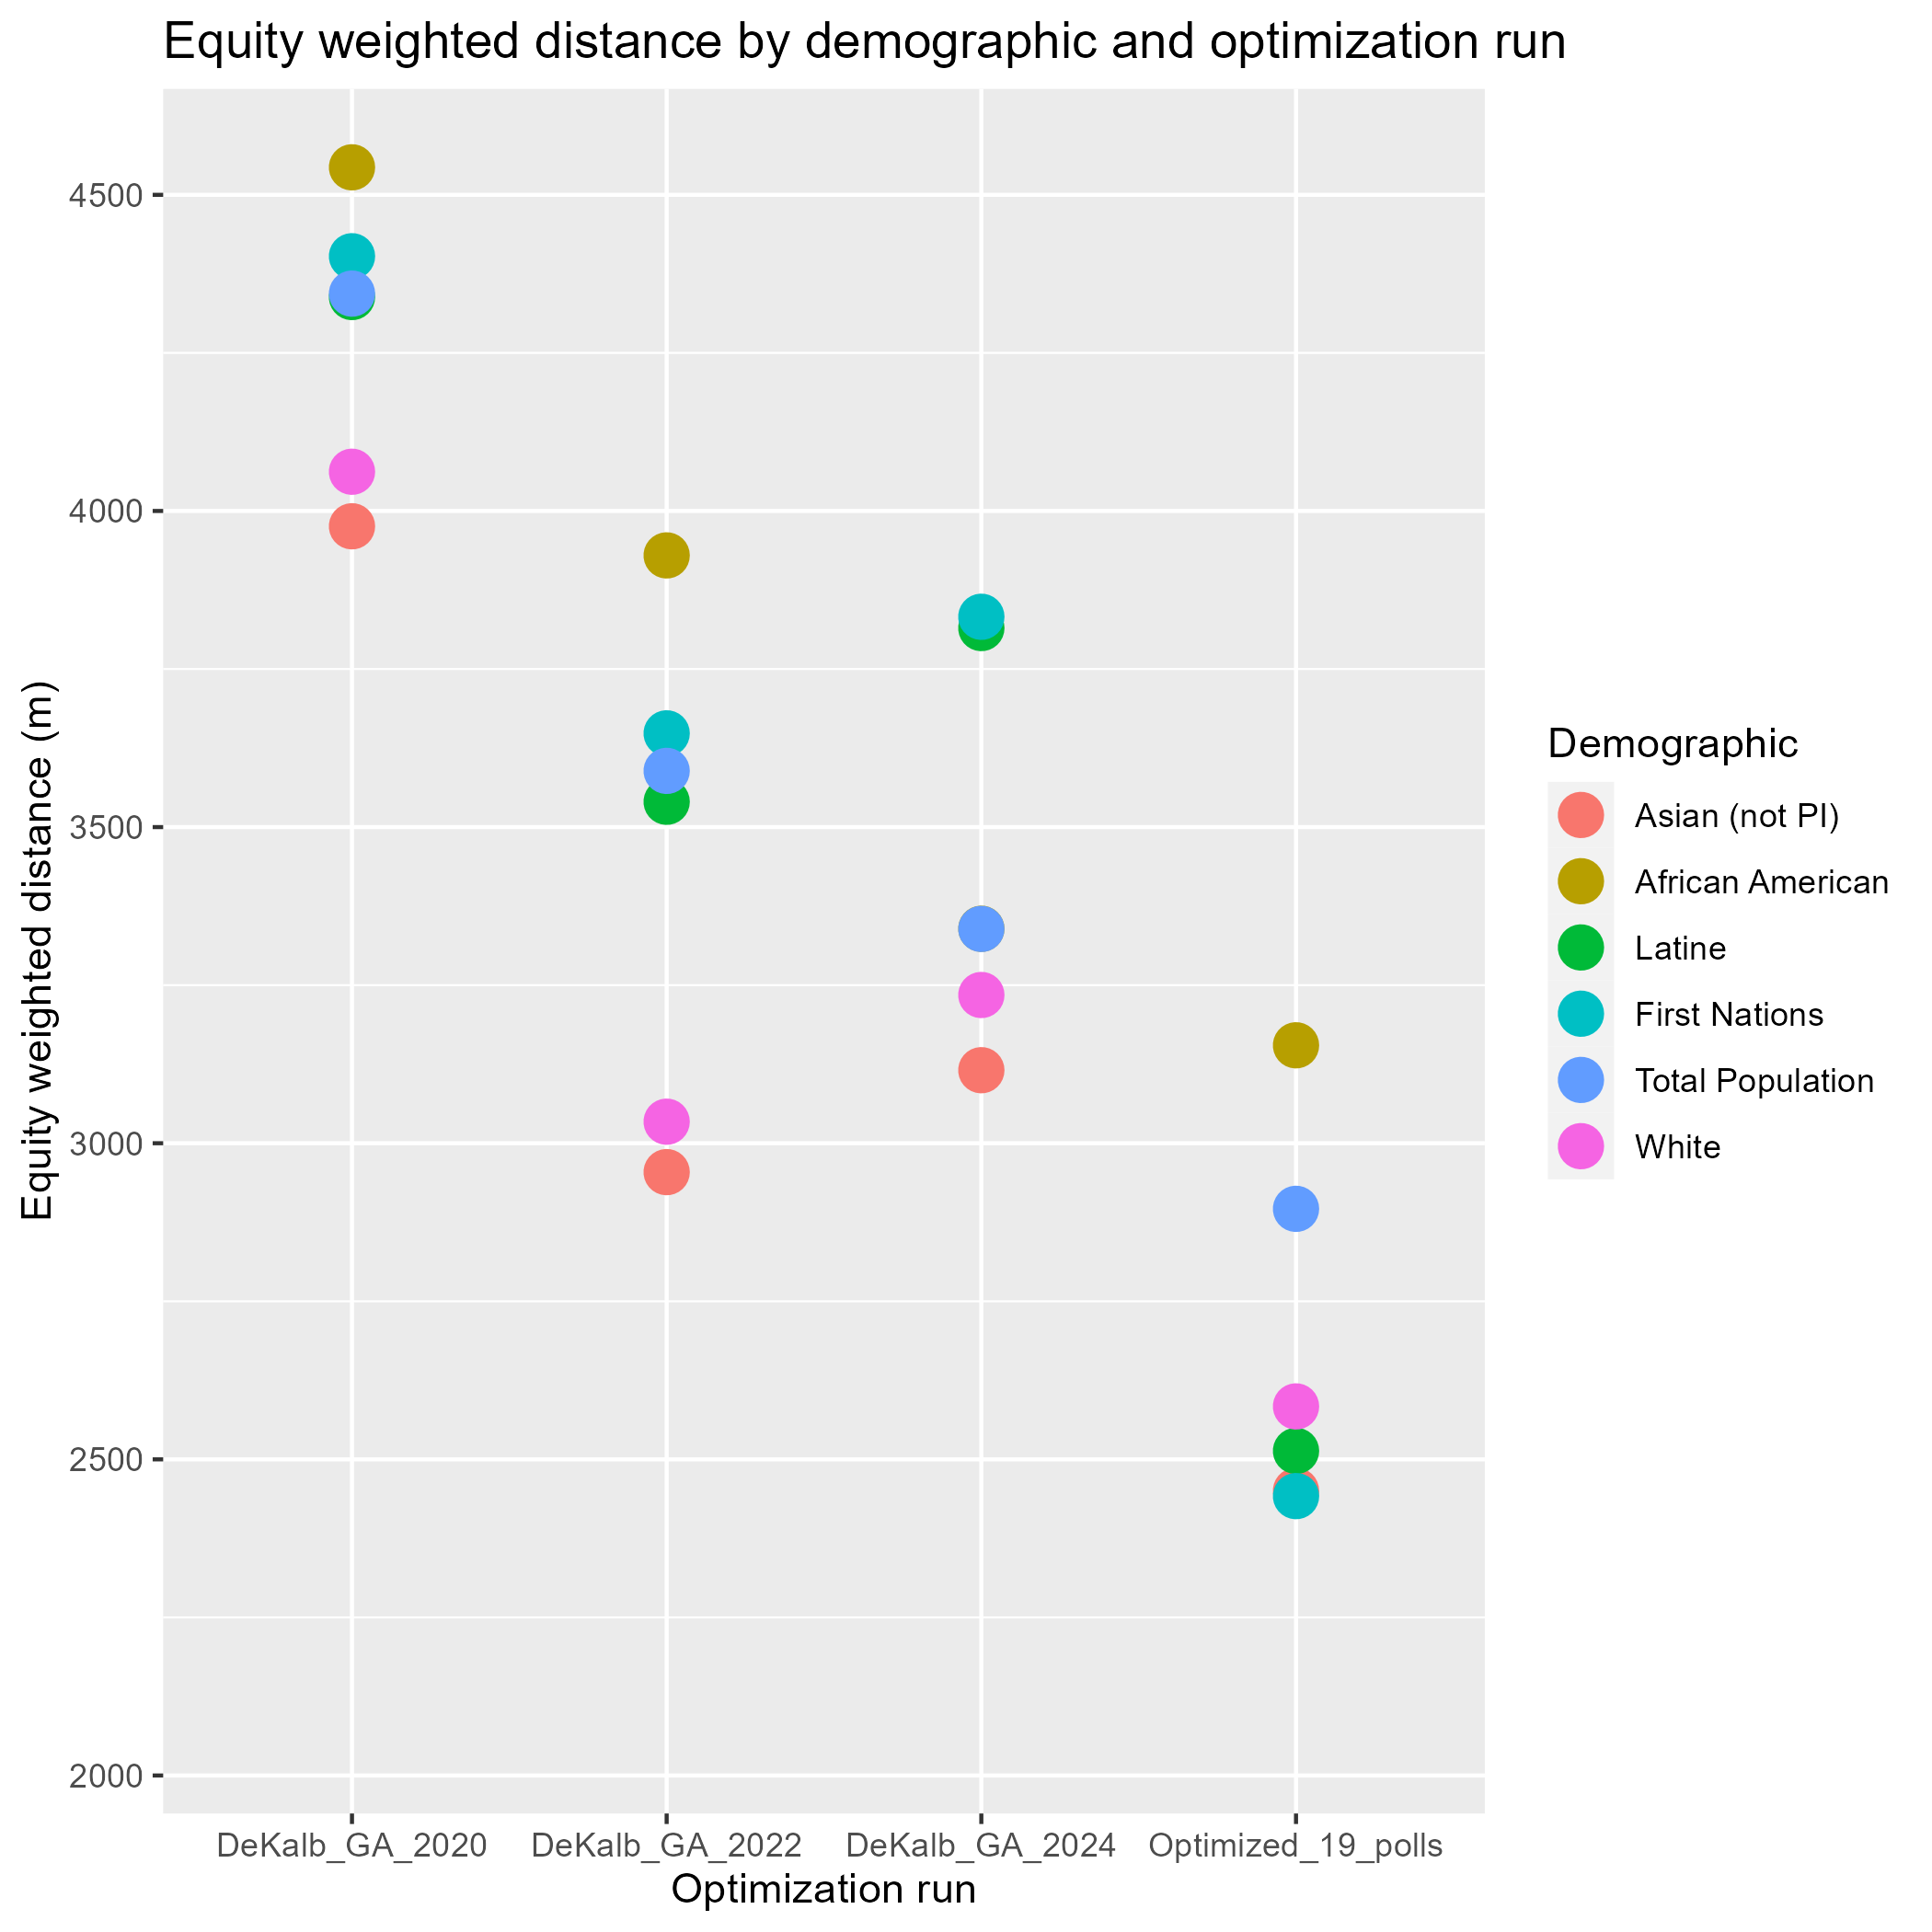 Equity weighted distance by demographic and optimization run
Equity weighted distance (m)
4500
4000
3500
3000
2500
2000
DeKalb_GA_2020
DeKalb_GA_2022
DeKalb_GA_2024
Optimized_19_polls
Optimization run
Demographic
Asian (not PI)
African American
Latine
First Nations
Total Population
White